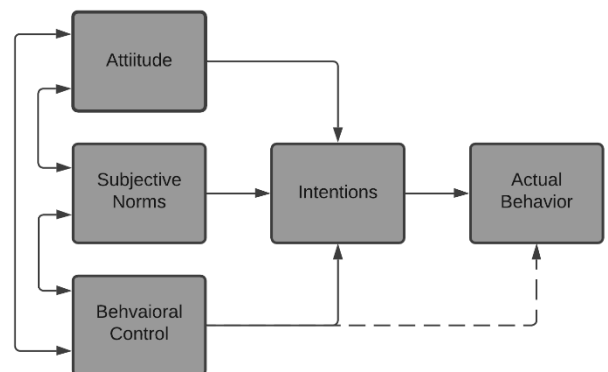 Attiitude
Subjective
Norms
Behvaioral
Control
Intentions
Actual
Behavior